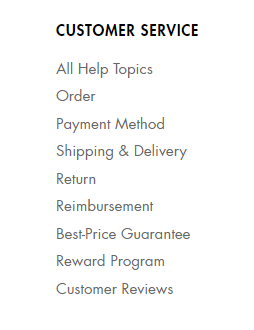 CUSTOMER SERVICE
All Help Topics
Order
Payment Method
Shipping & Delivery
Return
Reimbursement
Best-Price Guarantee
Reward Program
Customer Reviews